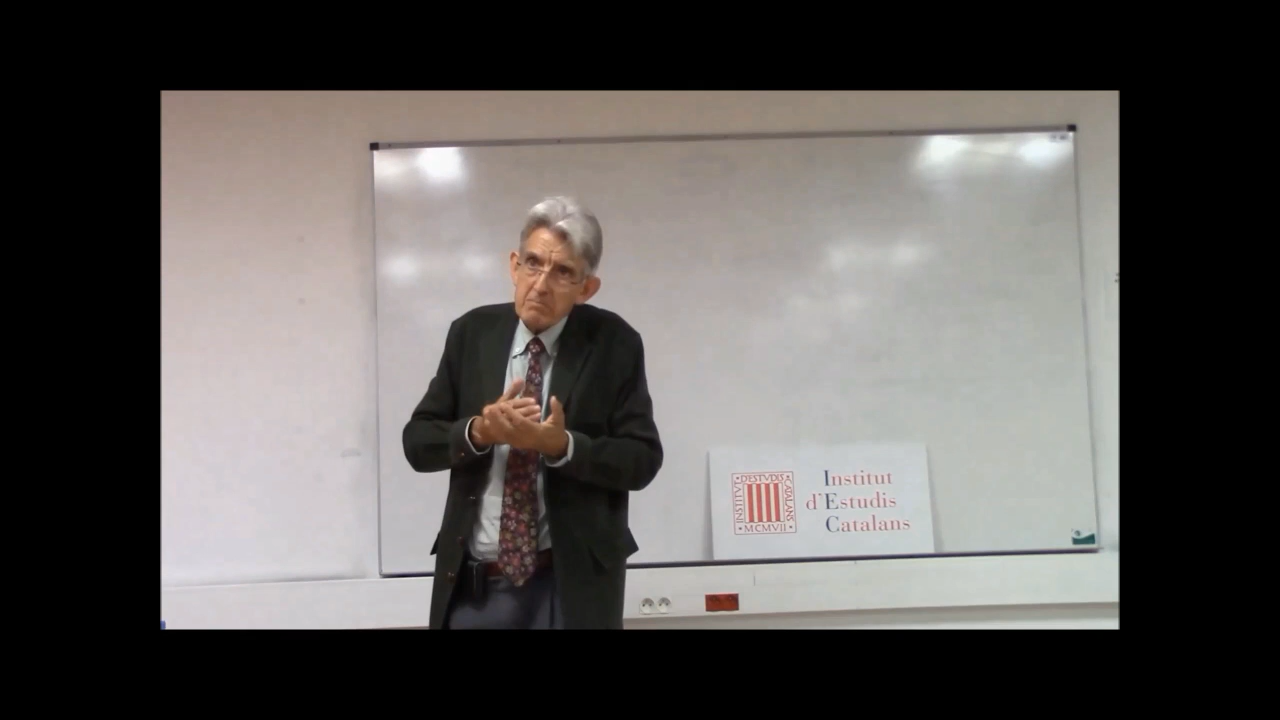 INSTITVT
D'ESTVDIS
CATALANS
MCMVII
Institut
d'Estudis
Catalans